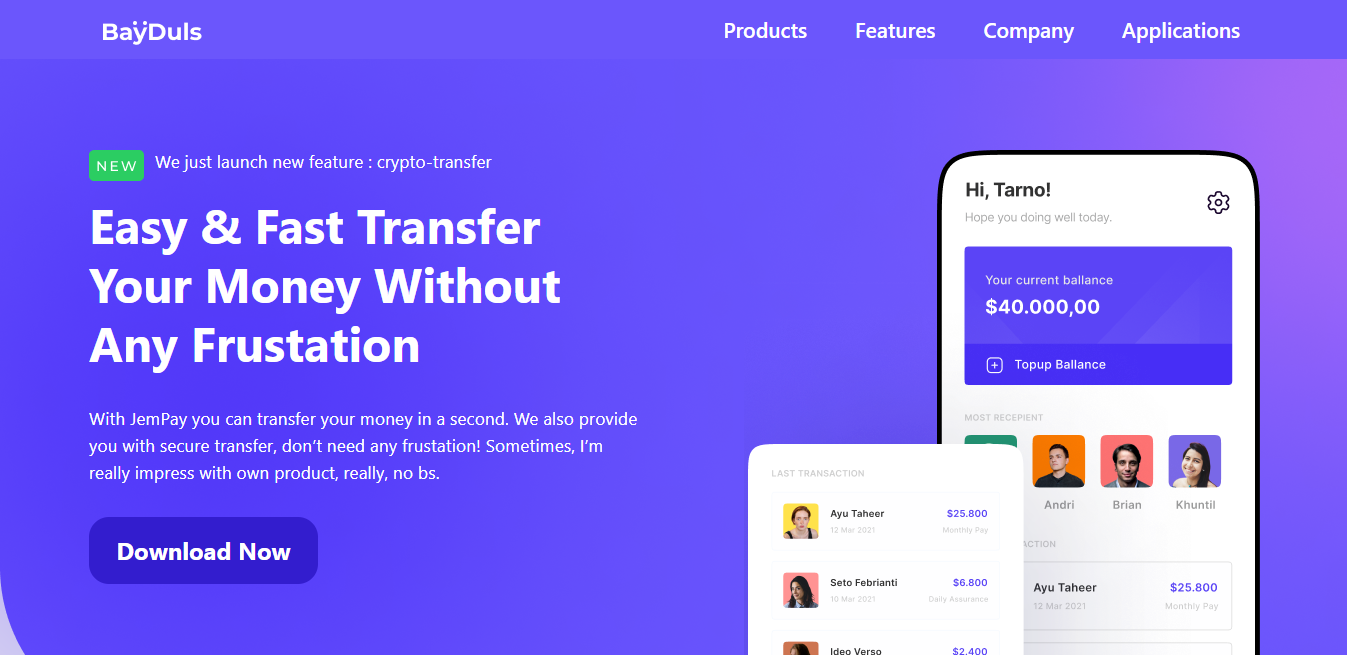 BaÿDuls
Products Features Company Applications
NEW We just launch new feature : crypto-transfer
Easy & Fast Transfer
Your Money Without
Any Frustation
With JemPay you can transfer your money in a second. We also provide
you with secure transfer, don’t need any frustation! Sometimes, I’m
really impress with own product, really, no bs.
Download Now
Hi, Tarno!
Hope you doing well today.
Your current ballance
$40.000,00
Topup Ballance
MOST RECEPIENT
Andri Brian Khuntil
ACTION
Ayu Taheer $25.800
12 Mar 2021 Monthly Pay
LAST TRANSACTION
Ayu Taheer $25.800
12 Mar 2021 Monthly Pay
Seto Febrianti $6.800
10 Mar 2021 Daily Assurance
Ideo Verso $2.400